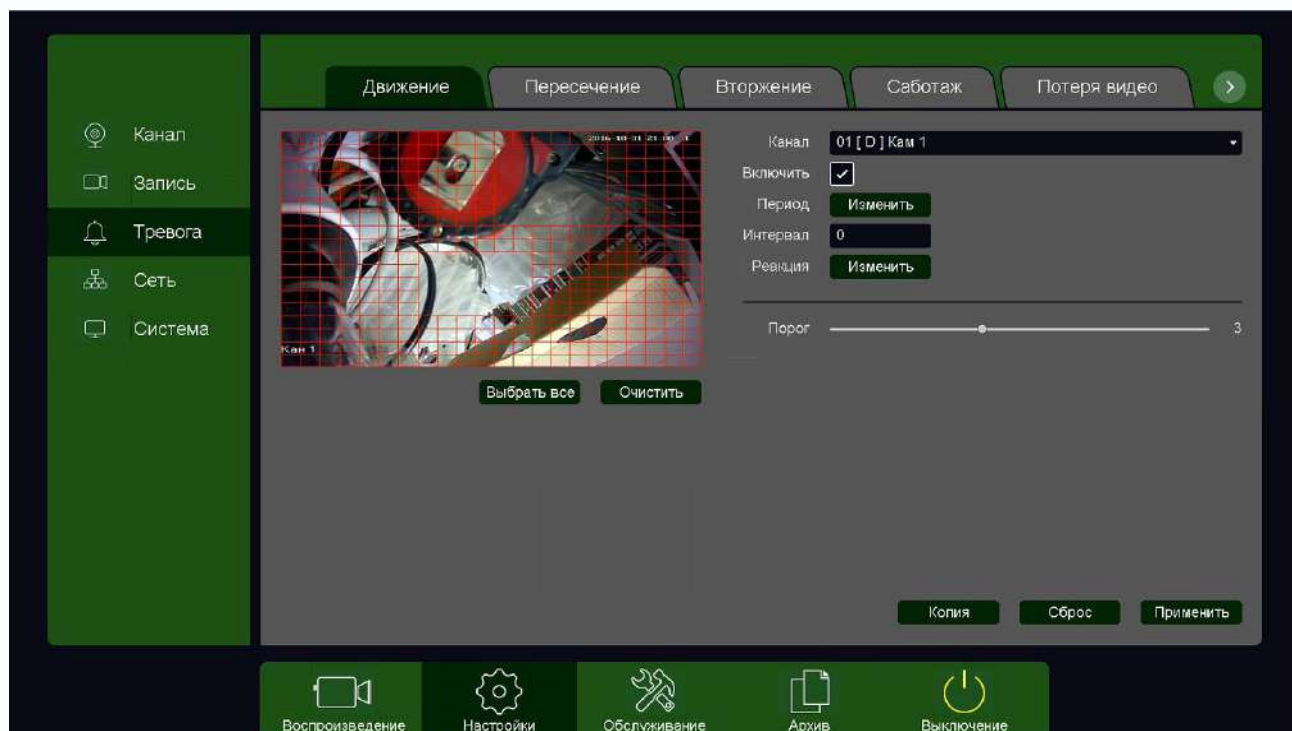 Движение Пересечение Вторжение Саботаж Потеря видео
Канал
Запись
Тревога
Сеть
Система
Кам 1
Выбрать все Очистить
Канал 01 [ D ] Кам 1
Включить
Период Изменить
Интервал 0
Реакция Изменить
Порог 3
Копия Сброс Применить
Воспроизведение Настройки Обслуживание Архив Выключение